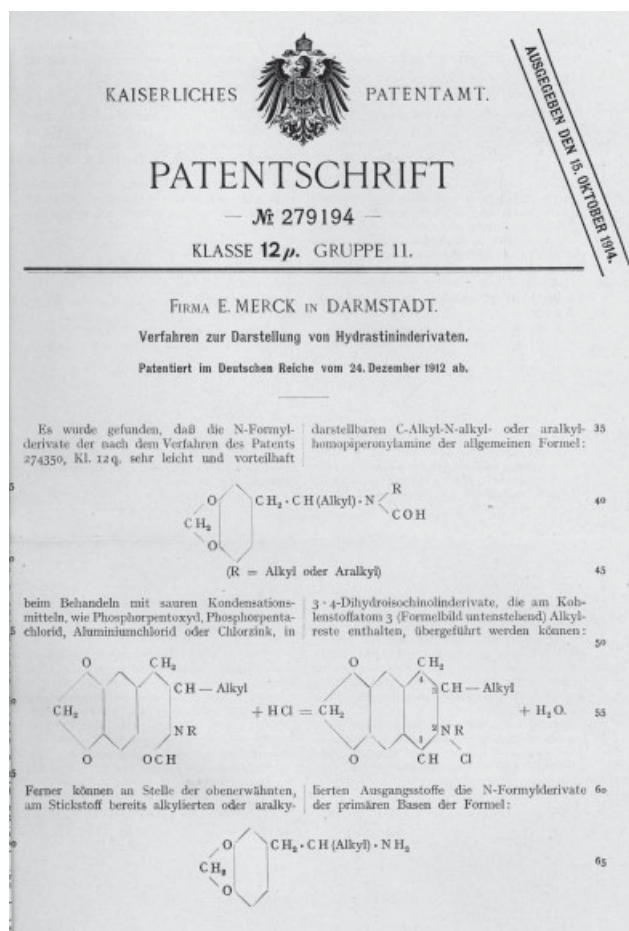 KAISERLICHES PATENTAMT.
AUSGEGEBEN DEN 15. OKTOBER 1914.
PATENTSCHRIFT
— № 279194 —
KLASSE 12p. GRUPPE 11.
FIRMA E. MERCK IN DARMSTADT.
Verfahren zur Darstellung von Hydrastininderivaten.
Patentiert im Deutschen Reiche vom 24. Dezember 1912 ab.
Es wurde gefunden, daß die N-Formyl-
derivate der nach dem Verfahren des Patents
274350, Kl. 12q. sehr leicht und vorteilhaft
darstellbaren C-Alkyl-N-alkyl- oder aralkyl- 35
homopiperonylamine der allgemeinen Formel:
5
O CH₂ · CH (Alkyl) · N R 40
CH₂ COH
O
(R = Alkyl oder Aralkyl) 45
beim Behandeln mit sauren Kondensations-
mitteln, wie Phosphorpentoxyd, Phosphorpenta-
chlorid, Aluminiumchlorid oder Chlorzink, in
3 · 4-Dihydroisochinolinderivate, die am Koh-
lenstoffatom 3 (Formelbild untenstehend) Alkyl-
reste enthalten, übergeführt werden können:
50
O CH₂ O CH₂
4
CH — Alkyl 3 CH — Alkyl
CH₂ + HCl = CH₂ + H₂O. 55
NR 2 NR
1
O OCH O CH Cl
Ferner können an Stelle der obenerwähnten,
am Stickstoff bereits alkylierten oder aralky-
lierten Ausgangsstoffe die N-Formylderivate 60
der primären Basen der Formel:
O CH₂ · CH (Alkyl) · NH₂
CH₂ 65
O